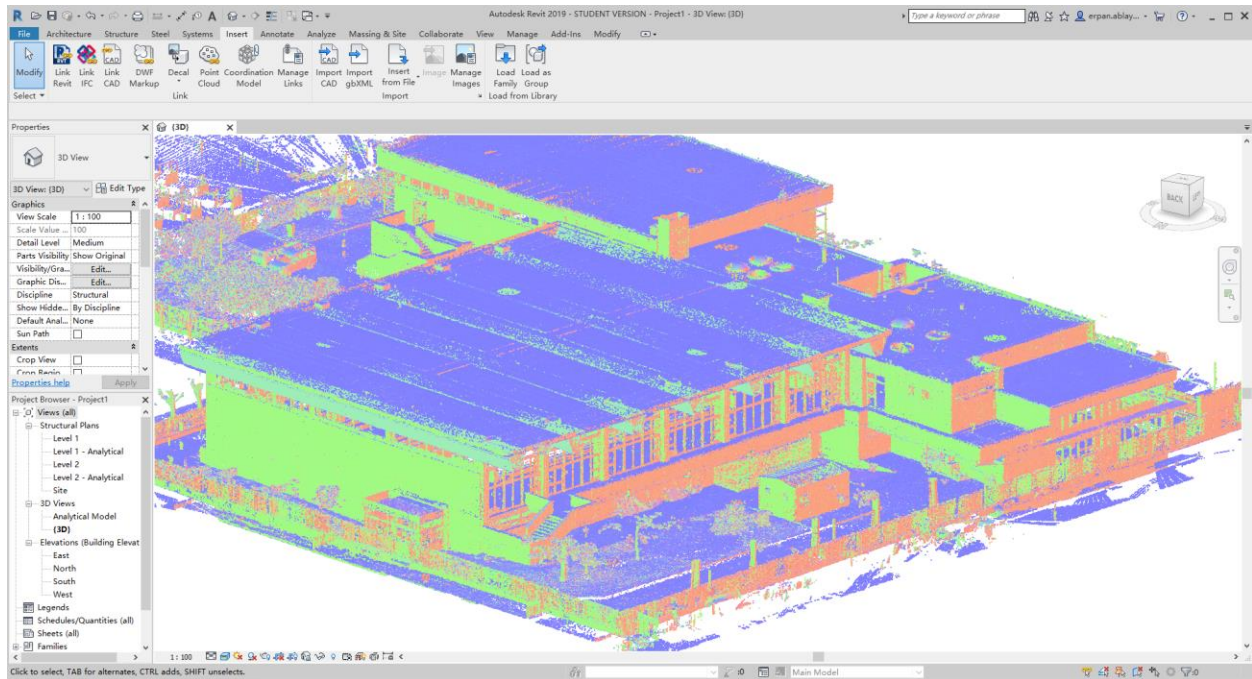 Autodesk Revit 2019 - STUDENT VERSION - Project1 - 3D View: {3D}
Type a keyword or phrase
erpan.ablay...
File Architecture Structure Steel Systems Insert Annotate Analyze Massing & Site Collaborate View Manage Add-Ins Modify
Modify Link Revit Link IFC Link CAD DWF Markup Decal Point Cloud Coordination Model Manage Links Import CAD Import gbXML Insert from File Image Manage Images Load Family Load as Group
Select Link Import Load from Library
Properties
{3D}
3D View
3D View: {3D} Edit Type
Graphics
View Scale 1 : 100
Scale Value ... 100
Detail Level Medium
Parts Visibility Show Original
Visibility/Gra... Edit...
Graphic Dis... Edit...
Discipline Structural
Show Hidde... By Discipline
Default Anal... None
Sun Path
Extents
Crop View
Crop Regio
Properties help Apply
Project Browser - Project1
Views (all)
Structural Plans
Level 1
Level 1 - Analytical
Level 2
Level 2 - Analytical
Site
3D Views
Analytical Model
{3D}
Elevations (Building Elevat
East
North
South
West
Legends
Schedules/Quantities (all)
Sheets (all)
Families
BACK
1 : 100
Click to select, TAB for alternates, CTRL adds, SHIFT unselects.
:0
Main Model
:0